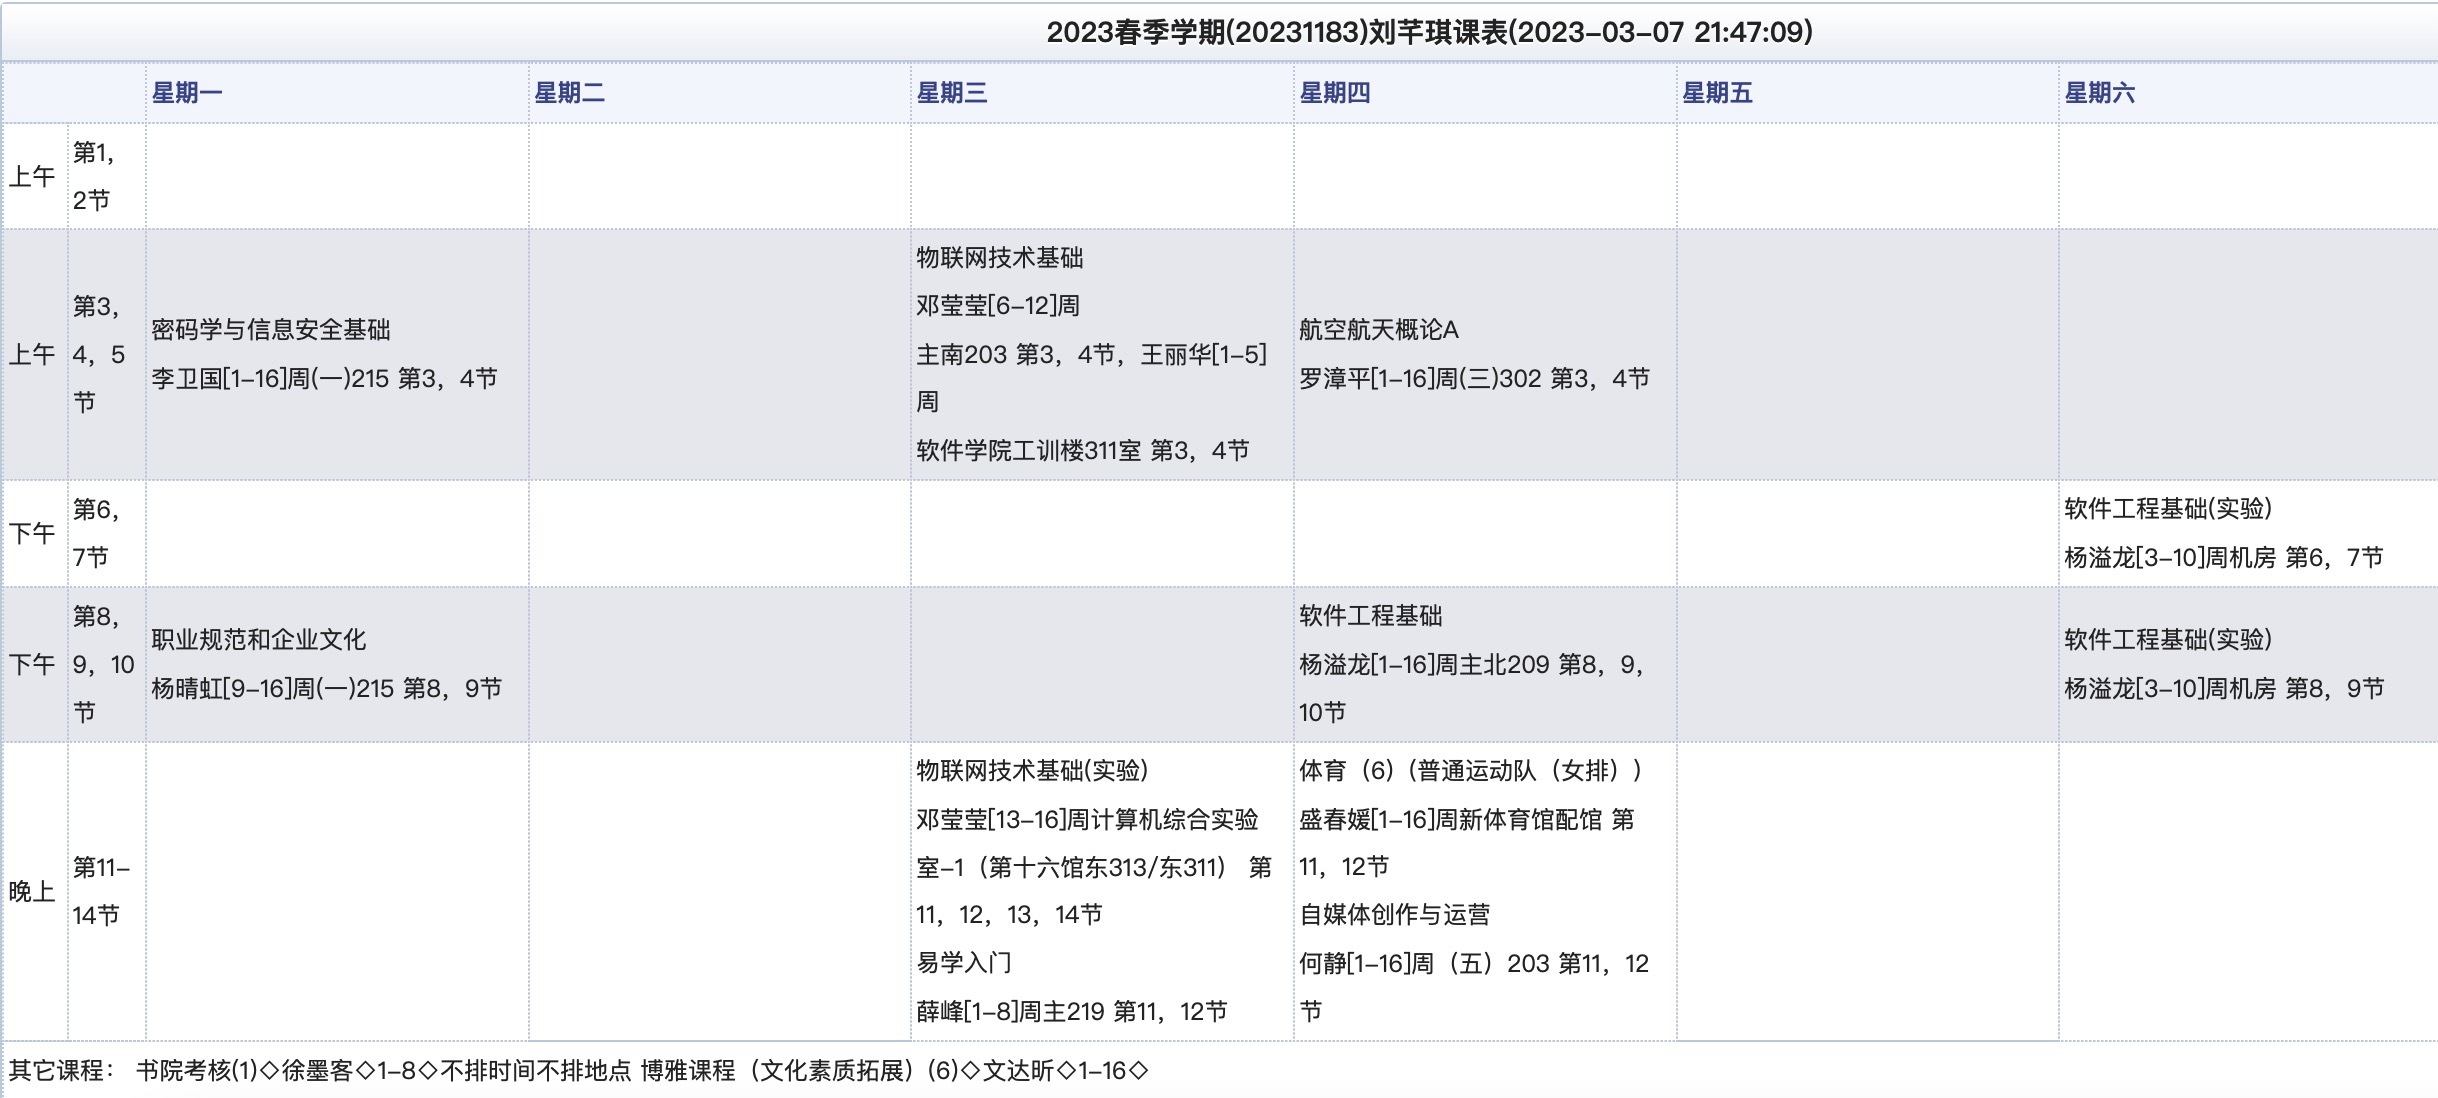 2023春季学期(20231183)刘芊琪课表(2023-03-07 21:47:09)
星期一 星期二 星期三 星期四 星期五 星期六
上午
第1,
2节
上午
第3,
4, 5
节
密码学与信息安全基础
李卫国[1-16]周(一)215 第3, 4节
物联网技术基础
邓莹莹[6-12]周
主南203 第3, 4节, 王丽华[1-5]
周
软件学院工训楼311室 第3, 4节
航空航天概论A
罗漳平[1-16]周(三)302 第3, 4节
下午
第6,
7节
软件工程基础(实验)
杨溢龙[3-10]周机房 第6, 7节
下午
第8,
9, 10
节
职业规范和企业文化
杨晴虹[9-16]周(一)215 第8, 9节
软件工程基础
杨溢龙[1-16]周主北209 第8, 9,
10节
软件工程基础(实验)
杨溢龙[3-10]周机房 第8, 9节
晚上
第11-
14节
物联网技术基础(实验)
邓莹莹[13-16]周计算机综合实验
室-1（第十六馆东313/东311） 第
11, 12, 13, 14节
易学入门
薛峰[1-8]周主219 第11, 12节
体育（6）(普通运动队（女排）)
盛春媛[1-16]周新体育馆配馆 第
11, 12节
自媒体创作与运营
何静[1-16]周（五）203 第11, 12
节
其它课程： 书院考核(1)◇徐墨客◇1-8◇不排时间不排地点 博雅课程（文化素质拓展）(6)◇文达昕◇1-16◇